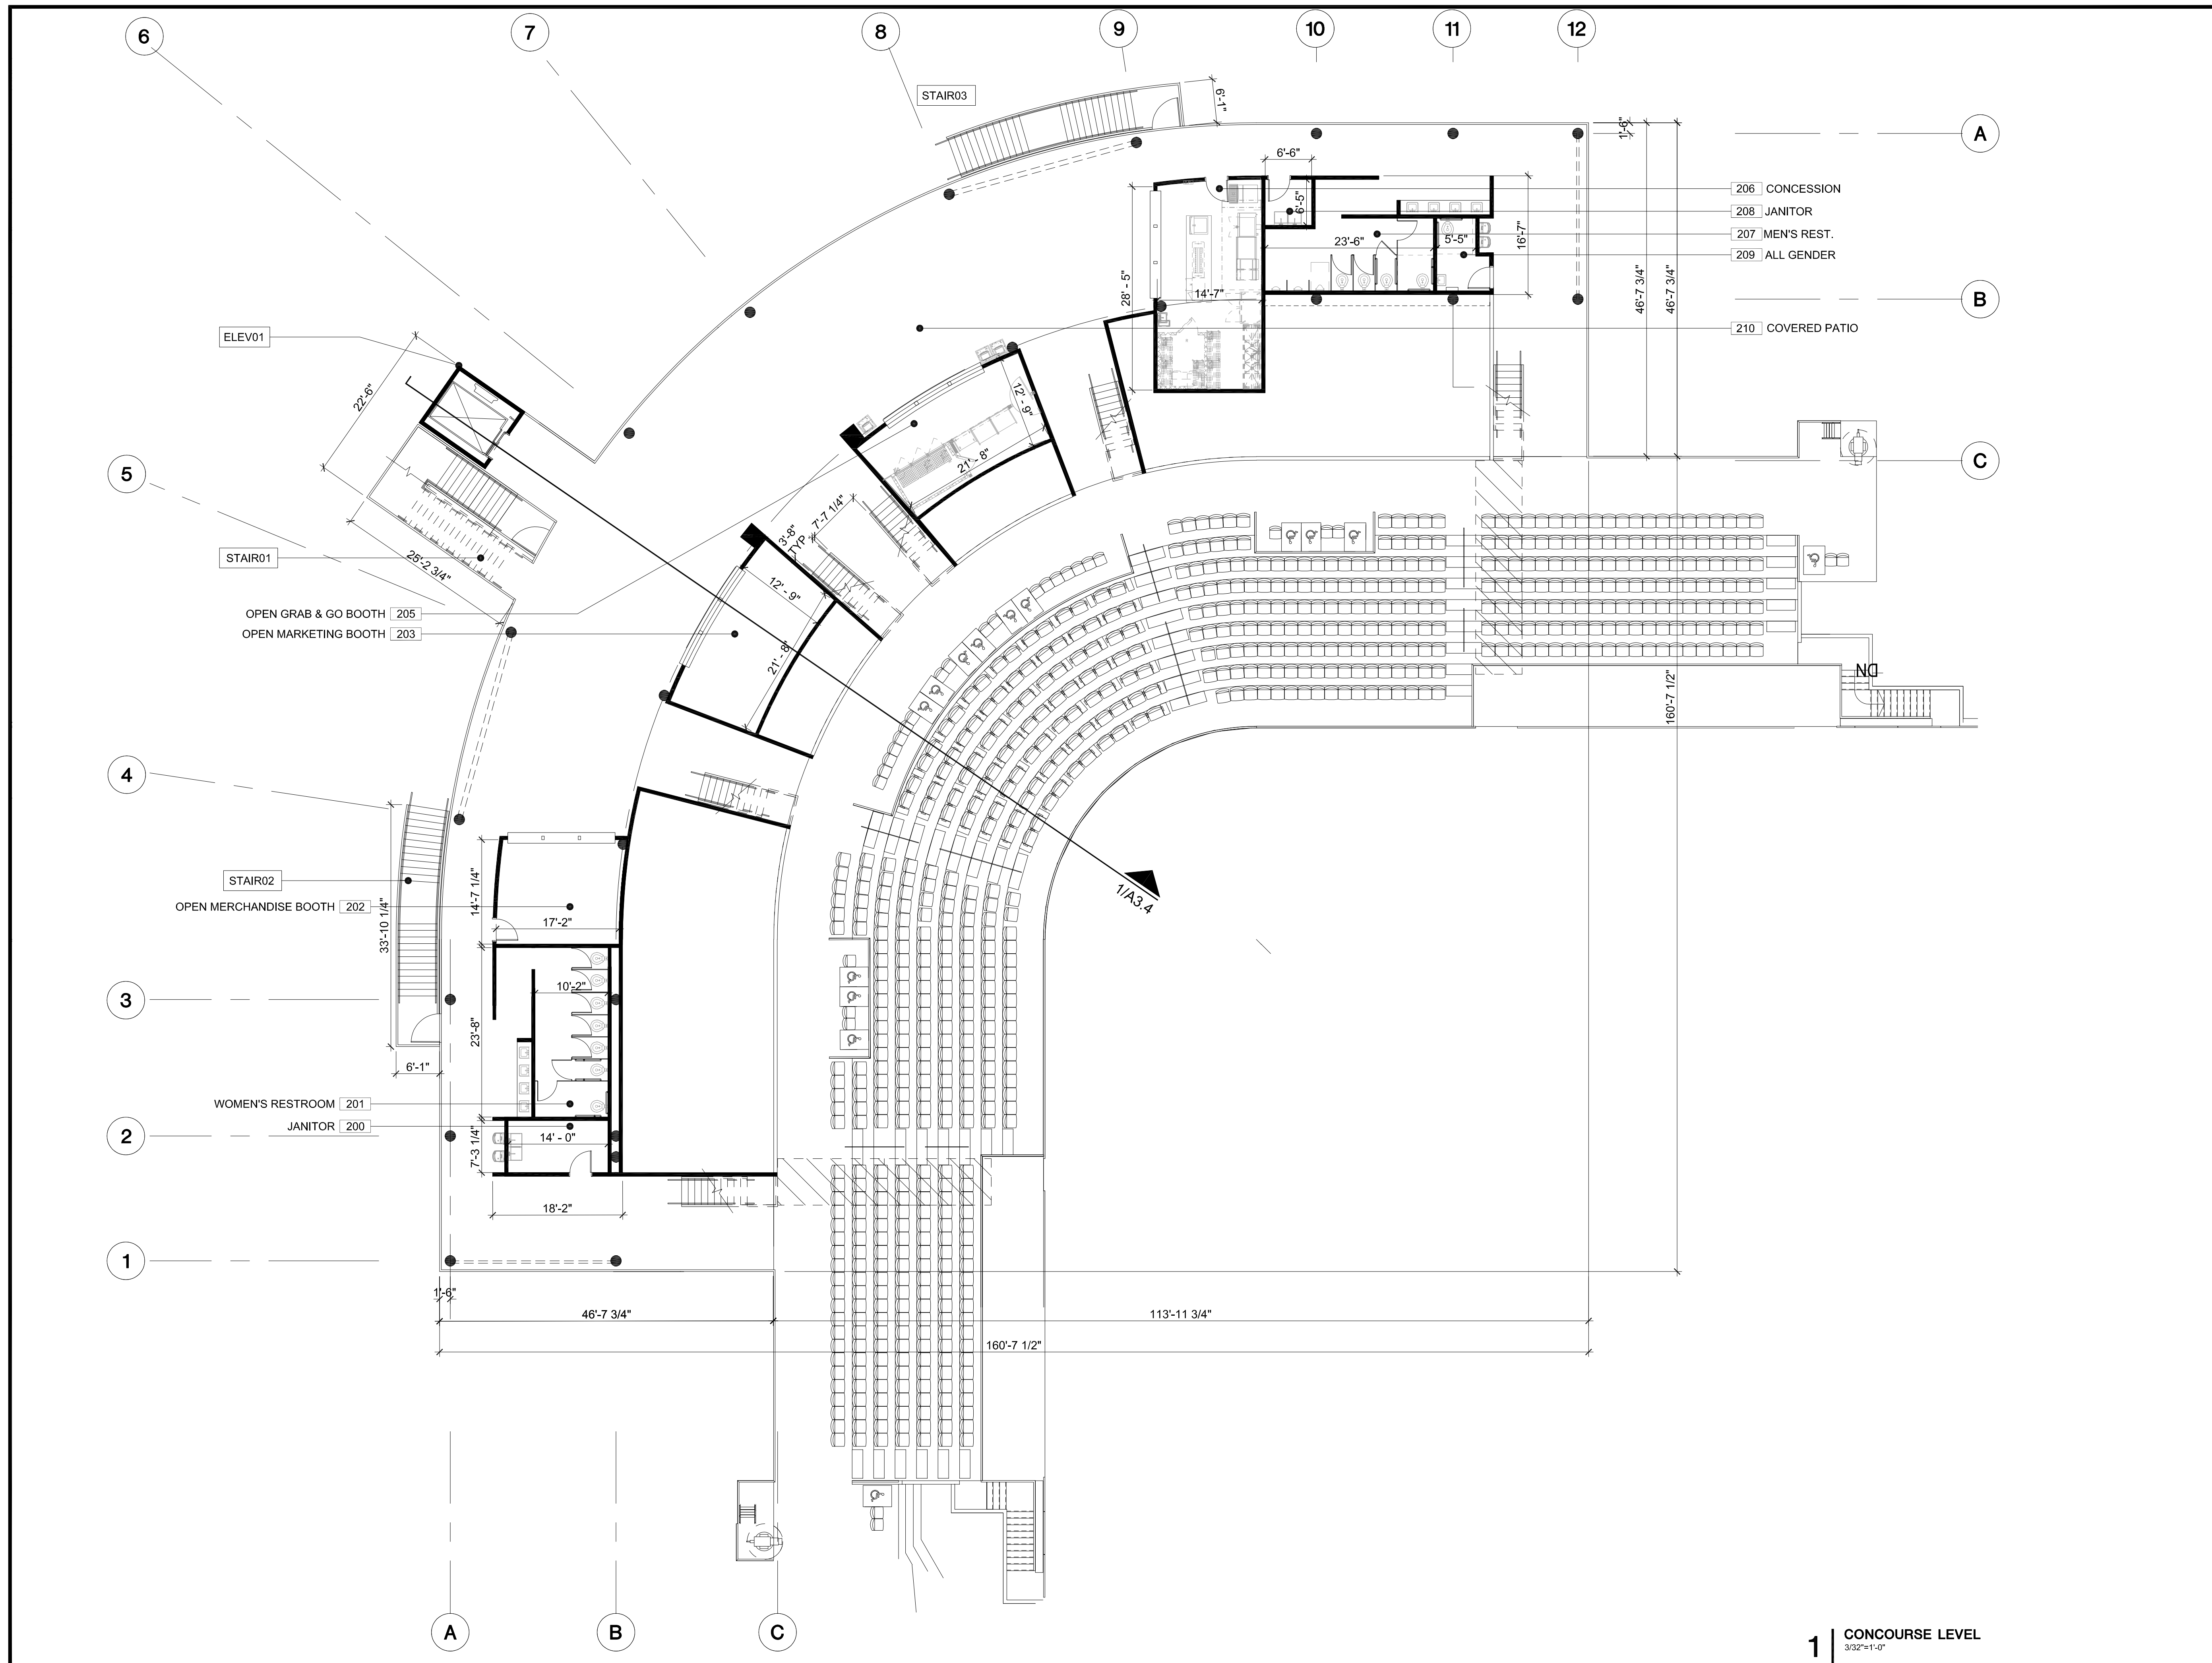 6
7
8
9
10
11
12
STAIR03
6'-1"
A
1'-6"
6'-6"
206 CONCESSION
6'-5"
208 JANITOR
207 MEN'S REST.
23'-6"
5'-5"
16'-7"
209 ALL GENDER
28' - 5"
14'-7"
46'-7 3/4"
46'-7 3/4"
B
210 COVERED PATIO
ELEV01
22'-6"
12' - 9"
21' - 8"
C
5
7'-7 1/4"
3'-8"
TYP
STAIR01
25'-2 3/4"
12' - 9"
OPEN GRAB & GO BOOTH 205
OPEN MARKETING BOOTH 203
21' - 8"
DN
160'-7 1/2"
4
STAIR02
14'-7 1/4"
1/A3.4
OPEN MERCHANDISE BOOTH 202
17'-2"
33'-10 1/4"
3
10'-2"
23'-8"
6'-1"
WOMEN'S RESTROOM 201
JANITOR 200
2
14' - 0"
7'-3 1/4"
18'-2"
1
1'-6"
46'-7 3/4"
113'-11 3/4"
160'-7 1/2"
A
B
C
1
CONCOURSE LEVEL
3/32"=1'-0"